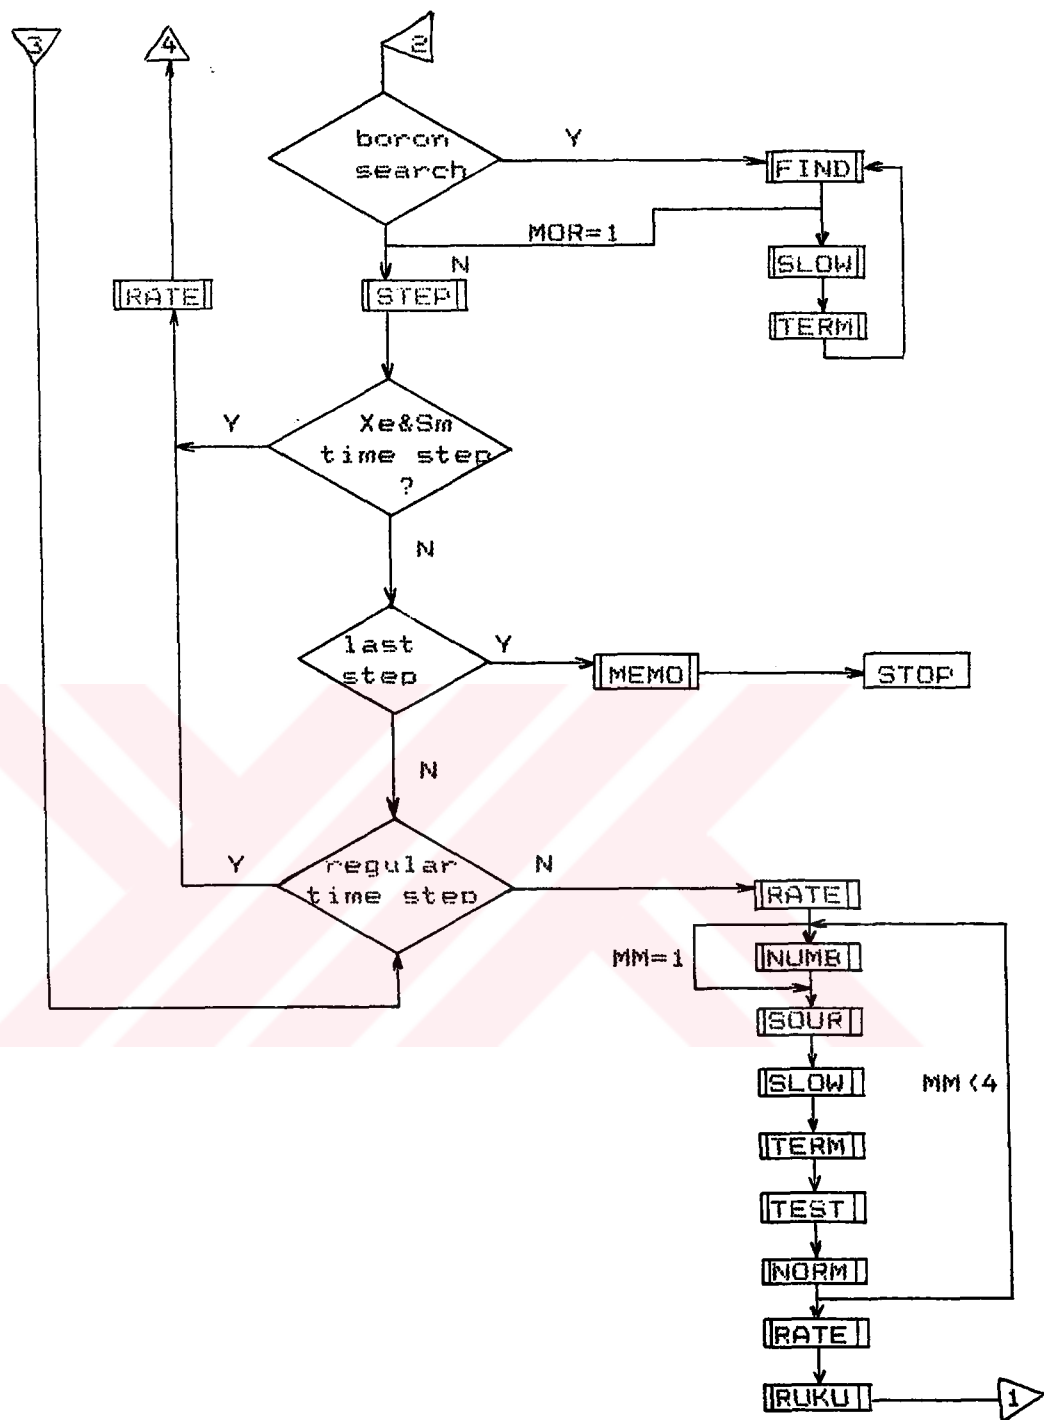 3
4
2
boron
search
Y
FIND
MOR=1
N
SLOW
RATE
STEP
TERM
Y
Xe&Sm
time step
?
N
last
step
Y
MEMO
STOP
N
regular
time step
Y
N
RATE
MM=1
NUMB
SOUR
SLOW
MM<4
TERM
TEST
NORM
RATE
RUKU
1